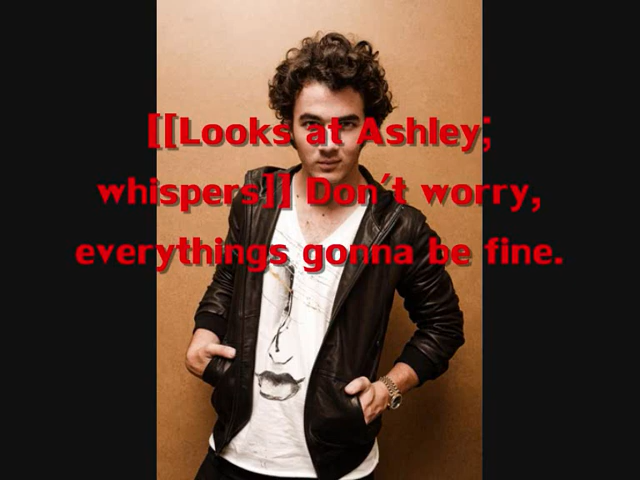 [[Looks at Ashley;
whispers]] Don't worry,
everythings gonna be fine.